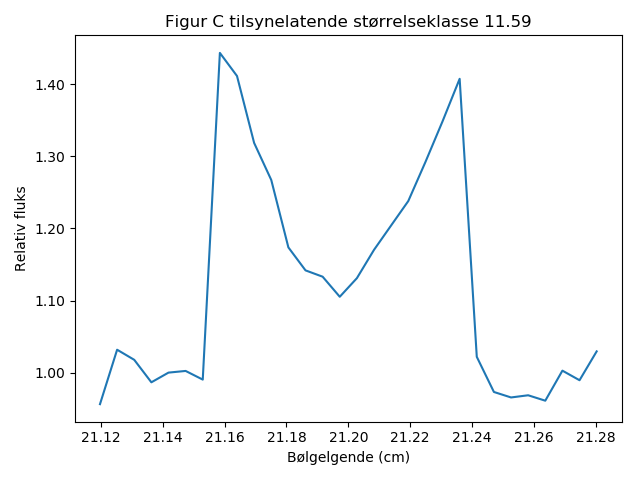 Figur C tilsynelatende størrelseklasse 11.59
Relativ fluks
1.40
1.30
1.20
1.10
1.00
21.12 21.14 21.16 21.18 21.20 21.22 21.24 21.26 21.28
Bølgelgende (cm)